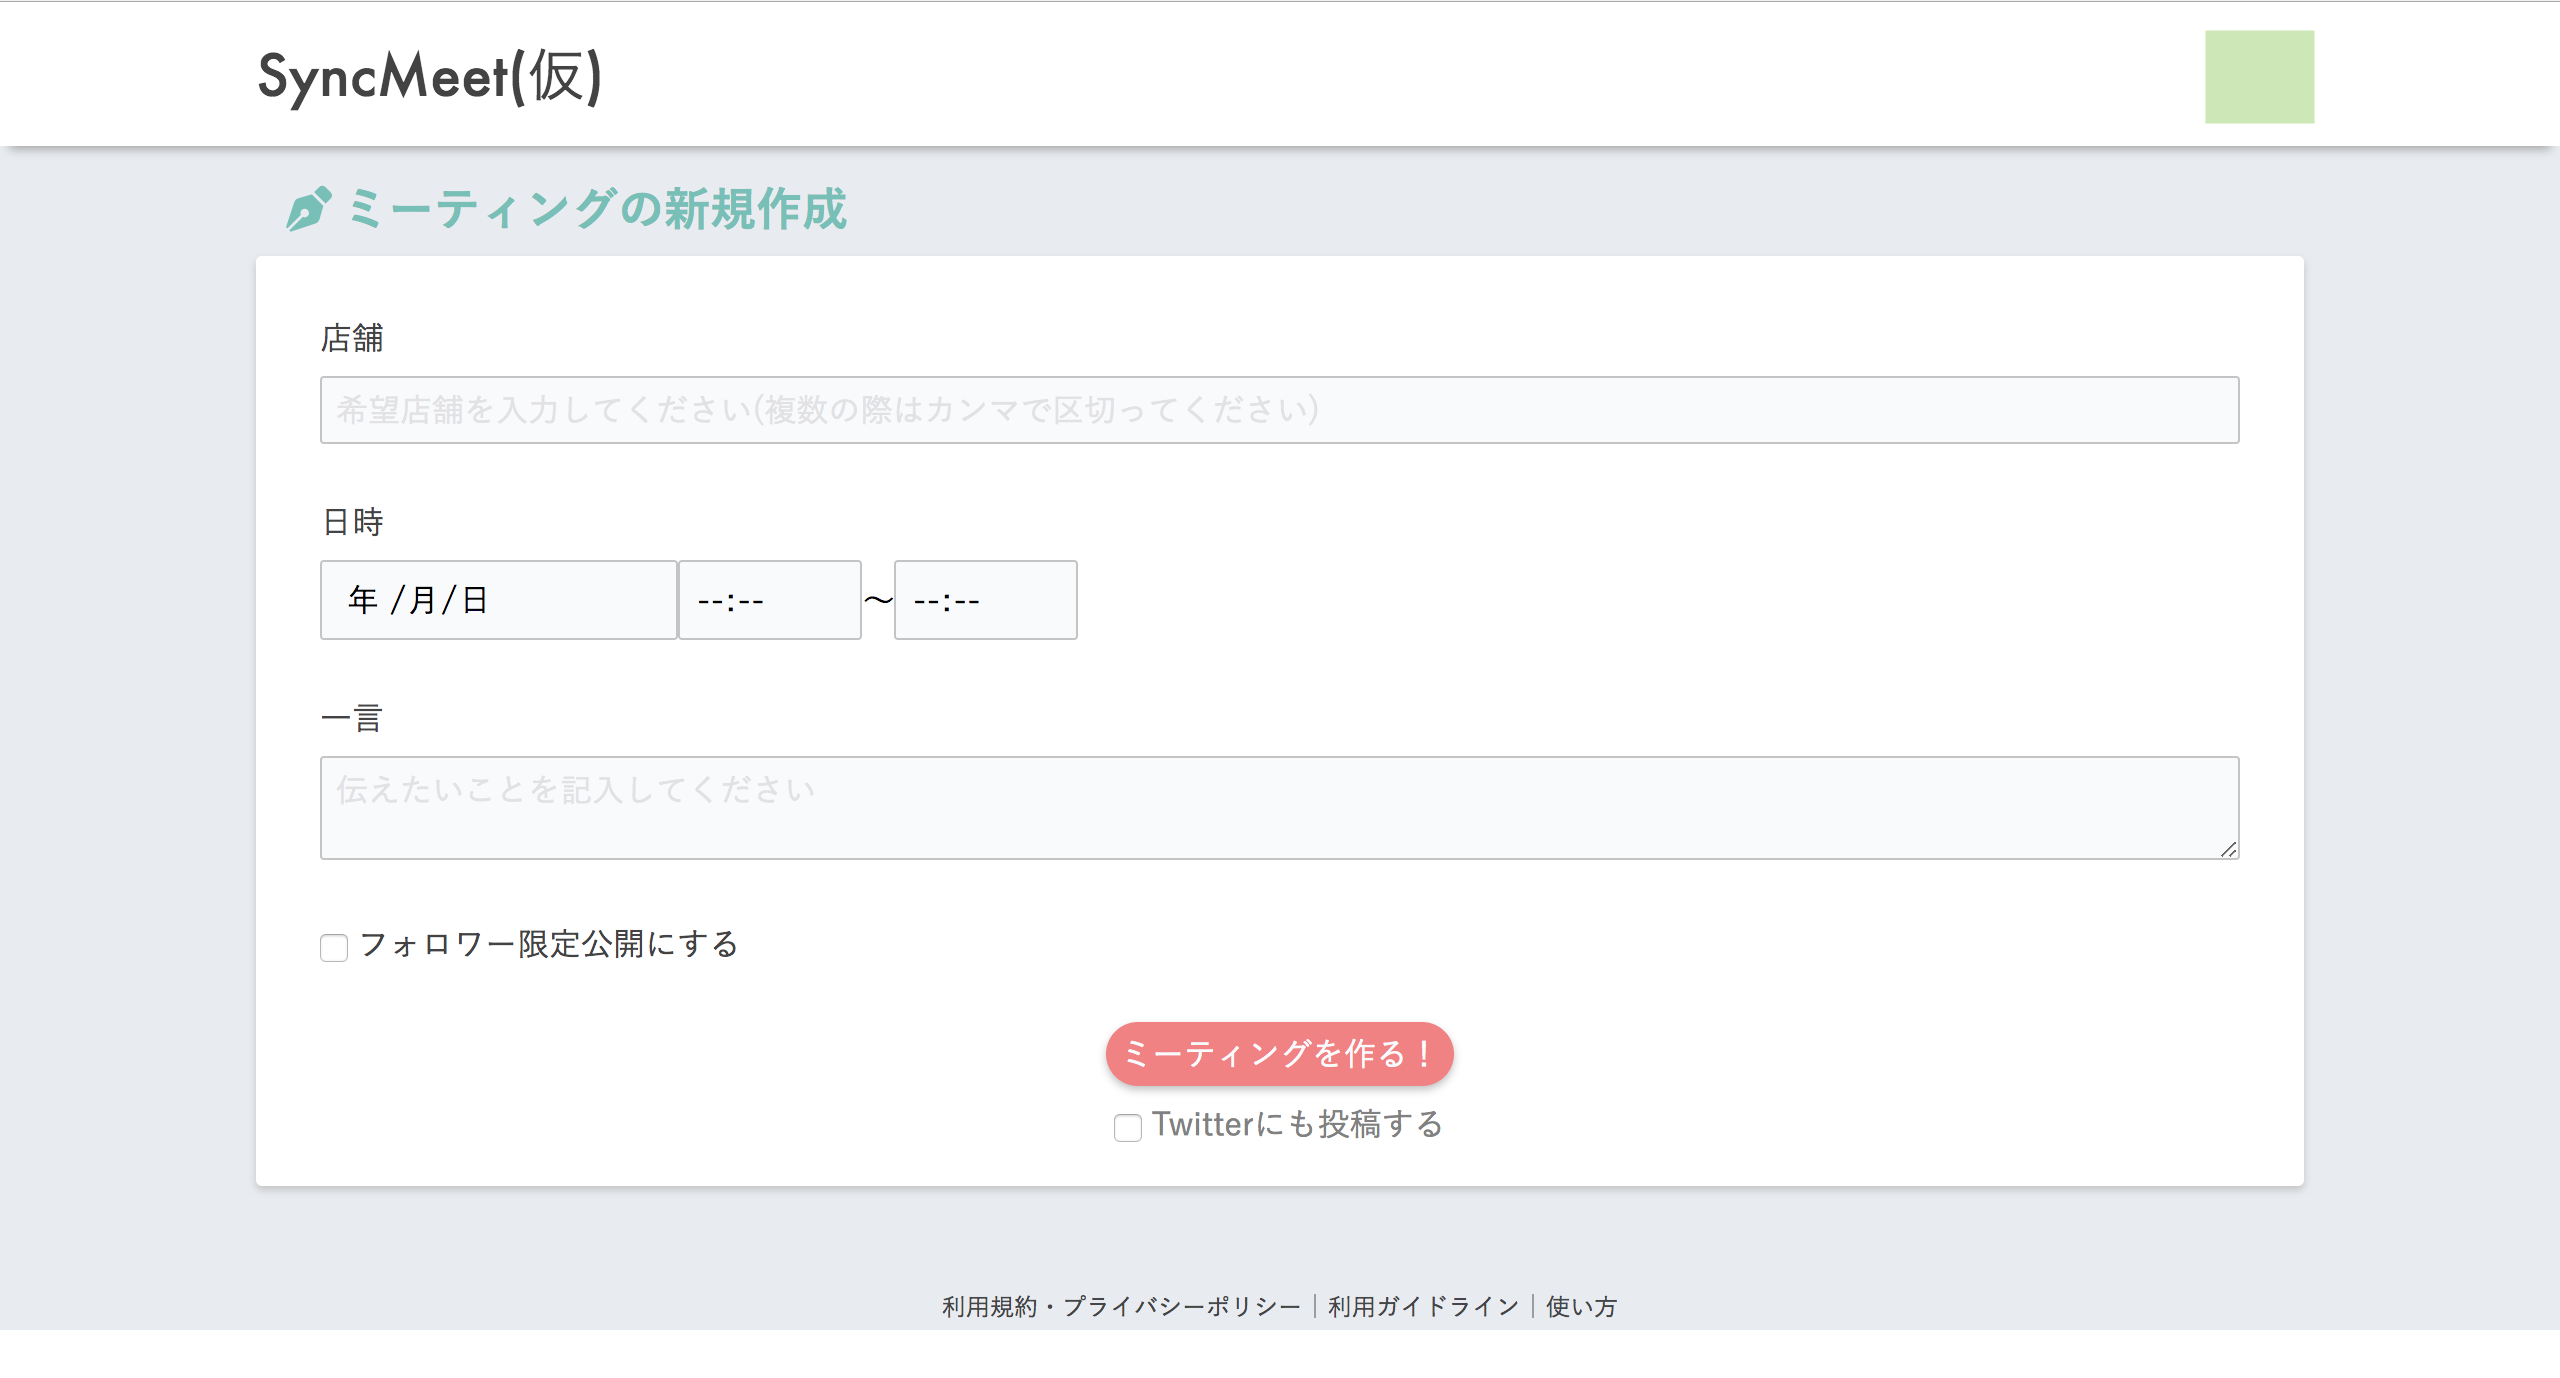 SyncMeet(仮)
ミーティングの新規作成
店舗
希望店舗を入力してください(複数の際はカンマで区切ってください)
日時
年 /月/日 --:-- ～ --:--
一言
伝えたいことを記入してください
フォロワー限定公開にする
ミーティングを作る！
Twitterにも投稿する
利用規約・プライバシーポリシー｜利用ガイドライン｜使い方